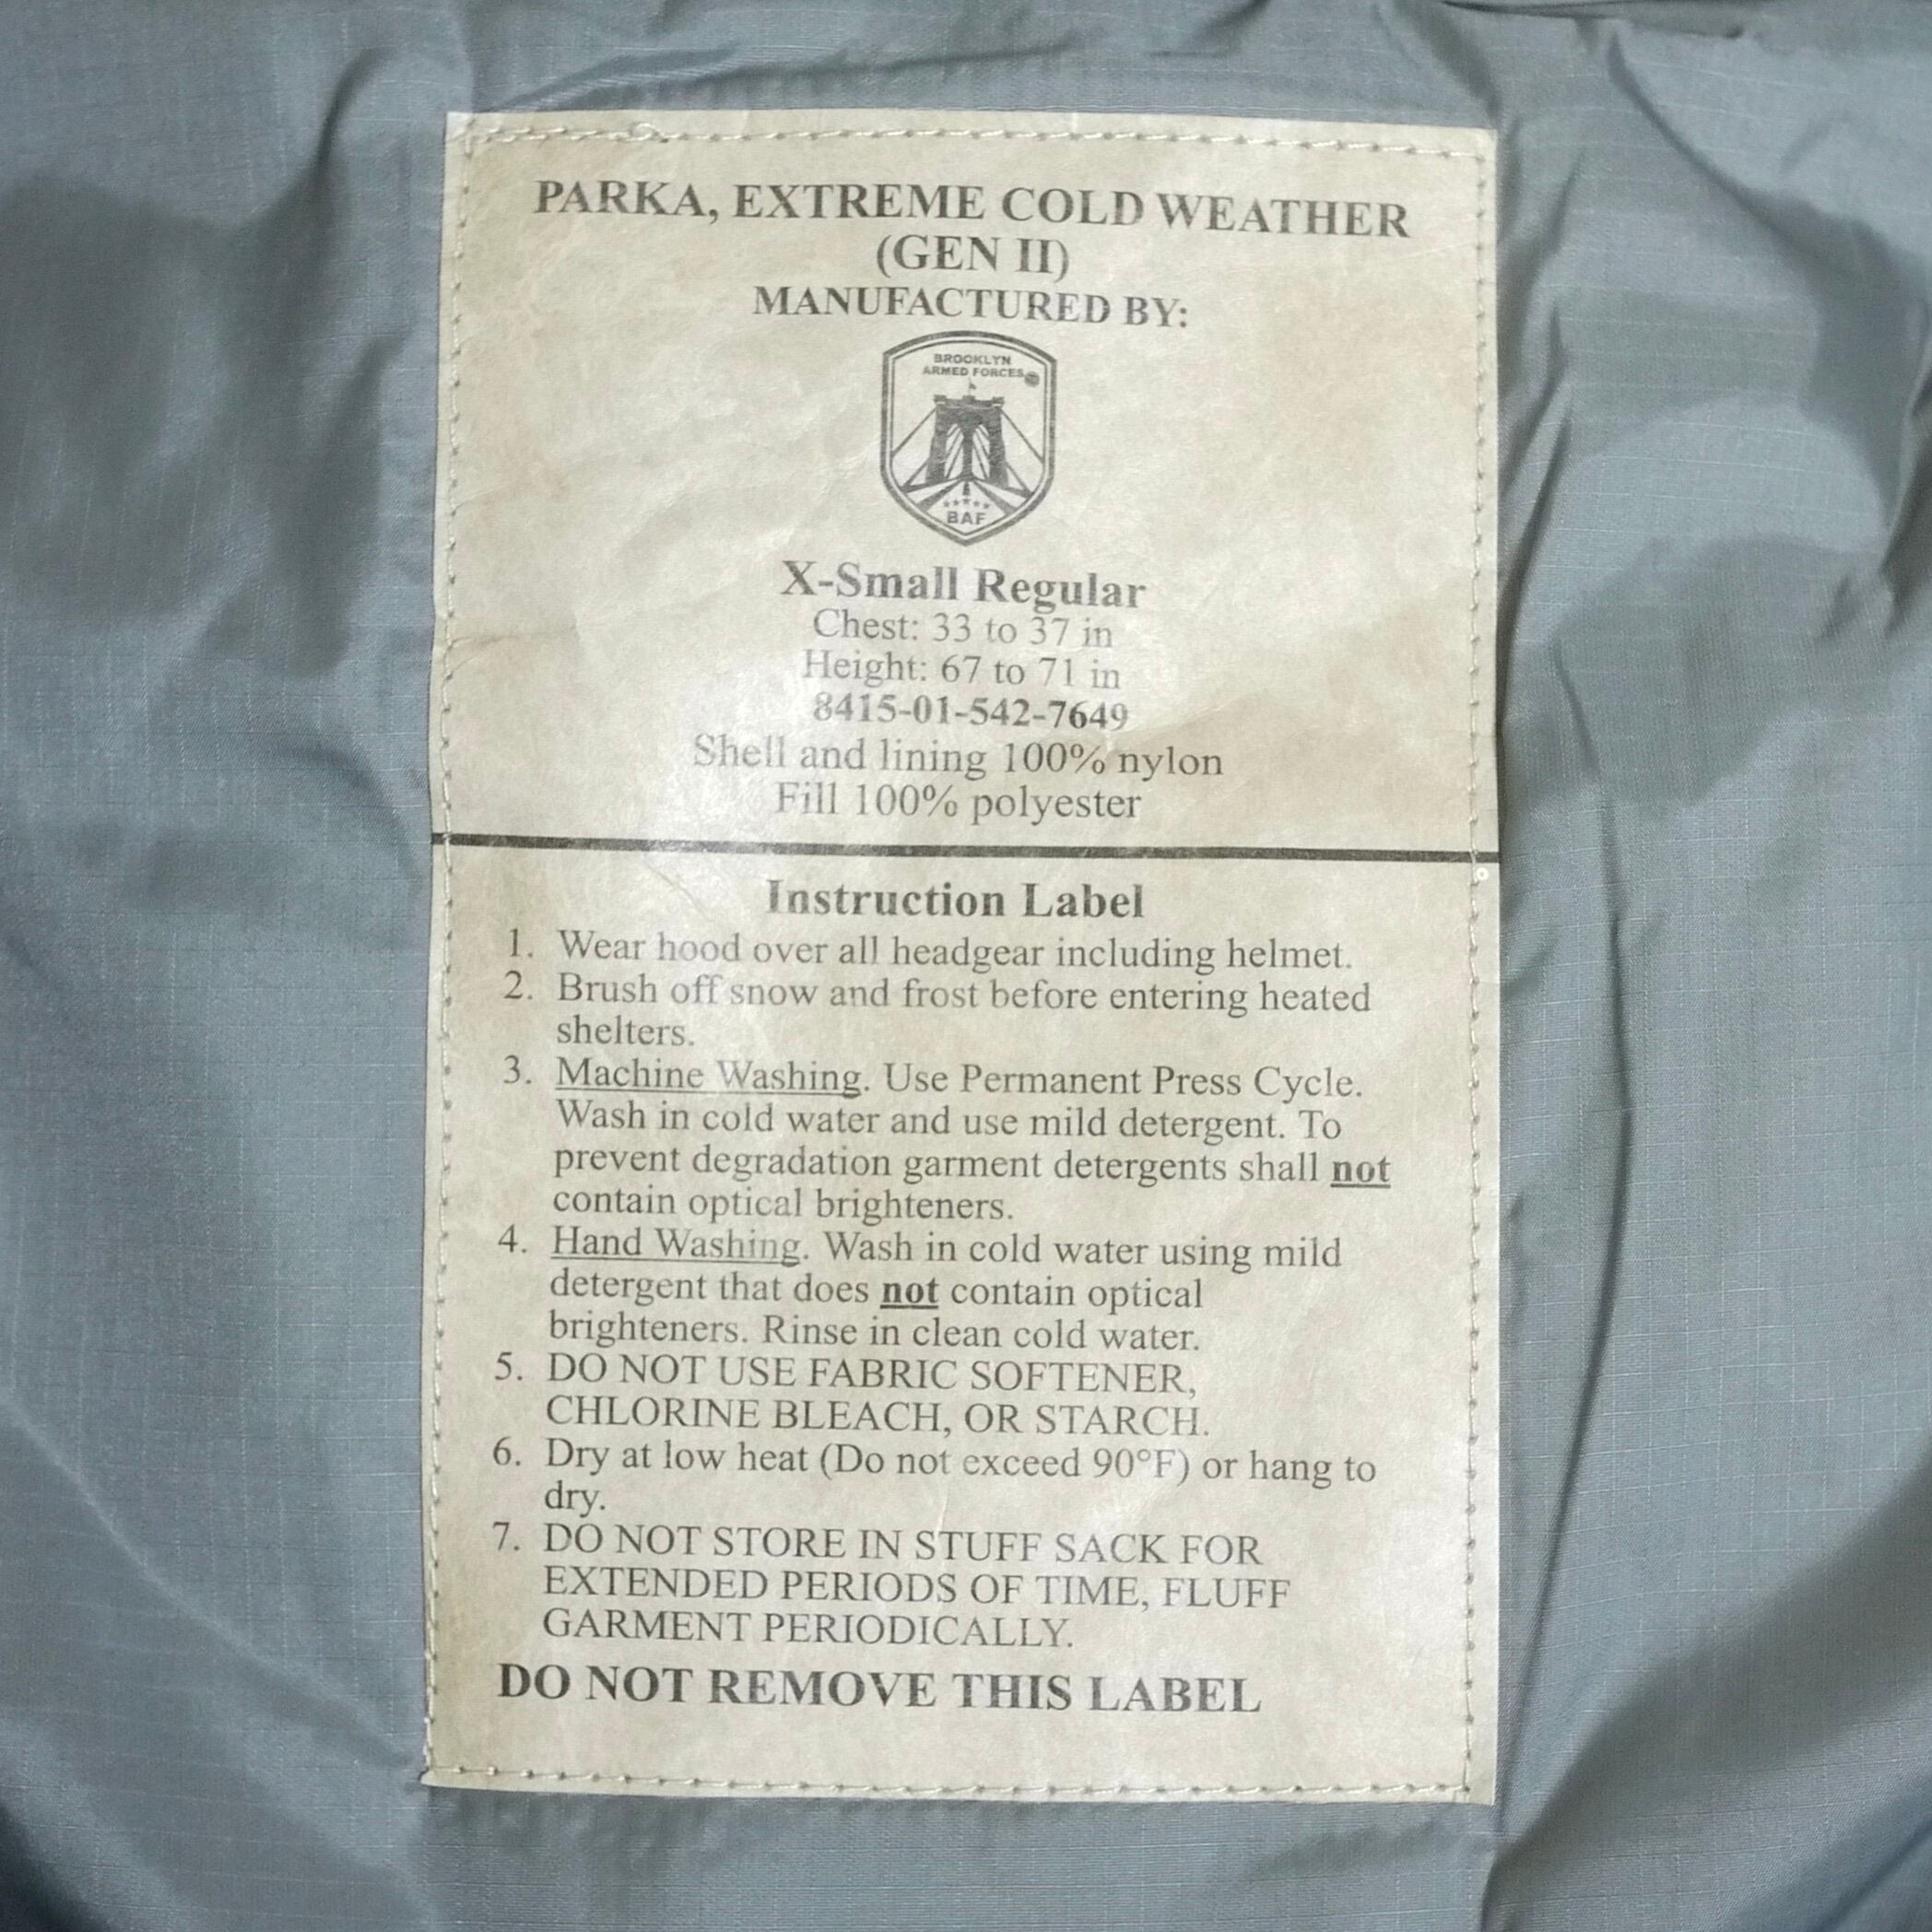 PARKA, EXTREME COLD WEATHER
(GEN II)
MANUFACTURED BY:
BROOKLYN
ARMED FORCES
BAF
X-Small Regular
Chest: 33 to 37 in
Height: 67 to 71 in
8415-01-542-7649
Shell and lining 100% nylon
Fill 100% polyester
Instruction Label
1. Wear hood over all headgear including helmet.
2. Brush off snow and frost before entering heated
shelters.
3. Machine Washing. Use Permanent Press Cycle.
Wash in cold water and use mild detergent. To
prevent degradation garment detergents shall not
contain optical brighteners.
4. Hand Washing. Wash in cold water using mild
detergent that does not contain optical
brighteners. Rinse in clean cold water.
5. DO NOT USE FABRIC SOFTENER,
CHLORINE BLEACH, OR STARCH.
6. Dry at low heat (Do not exceed 90°F) or hang to
dry.
7. DO NOT STORE IN STUFF SACK FOR
EXTENDED PERIODS OF TIME, FLUFF
GARMENT PERIODICALLY.
DO NOT REMOVE THIS LABEL